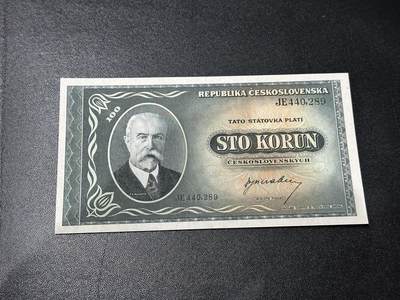 100
REPUBLIKA ČESKOSLOVENSKÁ
JE 440,289
TATO STÁTOVKA PLATÍ
STO KORUN
ČESKOSLOVENSKÝCH
JE 440,289